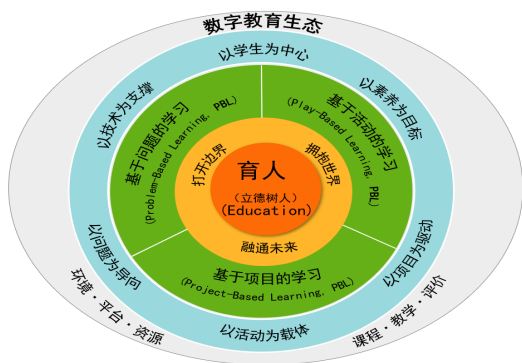 数字教育生态
以学生为中心
以技术为支撑
以素养为目标
基于问题的学习
(Problem-Based Learning, PBL)
基于活动的学习
(Play-Based Learning, PBL)
打开边界
拥抱世界
育人
(立德树人)
(Education)
融通未来
基于项目的学习
(Project-Based Learning, PBL)
以问题为导向
以项目为驱动
以活动为载体
环境·平台·资源
课程·教学·评价